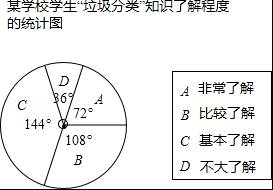 某学校学生“垃圾分类”知识了解程度
的统计图
D
36°
A
72°
C
144°
108°
B
A 非常了解
B 比较了解
C 基本了解
D 不大了解